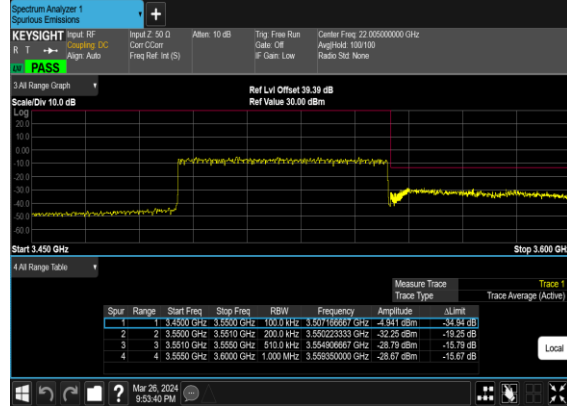 Spectrum Analyzer 1
Spurious Emissions
KEYSIGHT Input: RF Input Z: 50 Ω Atten: 10 dB Trig: Free Run Center Freq: 22.005000000 GHz
R T Coupling: DC Corr CCorr Gate: Off Avg|Hold: 100/100
Align: Auto Freq Ref: Int (S) IF Gain: Low Radio Std: None
PASS
3 All Range Graph
Ref Lvl Offset 39.39 dB
Scale/Div 10.0 dB Ref Value 30.00 dBm
Log
20.0
10.0
0.00
-10.0
-20.0
-30.0
-40.0
-50.0
-60.0
Start 3.450 GHz Stop 3.600 GHz
4 All Range Table
Measure Trace Trace 1
Trace Type Trace Average (Active)
Spur Range Start Freq Stop Freq RBW Frequency Amplitude ΔLimit
1 1 3.4500 GHz 3.5500 GHz 100.0 kHz 3.507166667 GHz -4.941 dBm -34.94 dB
2 2 3.5500 GHz 3.5510 GHz 200.0 kHz 3.550223333 GHz -32.25 dBm -19.25 dB
3 3 3.5510 GHz 3.5550 GHz 510.0 kHz 3.554906667 GHz -28.79 dBm -15.79 dB
4 4 3.5550 GHz 3.6000 GHz 1.000 MHz 3.559350000 GHz -28.67 dBm -15.67 dB
Local
? Mar 26, 2024
9:53:40 PM